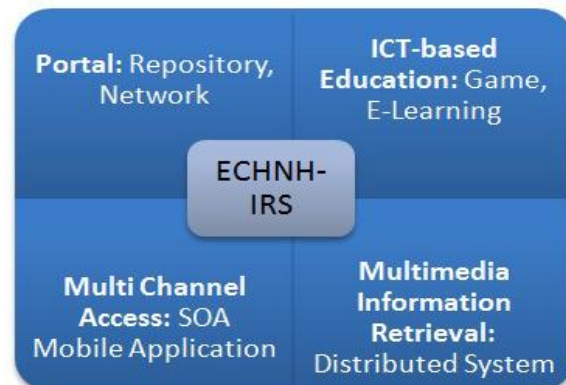 Portal: Repository,
Network
ICT-based
Education: Game,
E-Learning
ECHNH-
IRS
Multi Channel
Access: SOA
Mobile Application
Multimedia
Information
Retrieval:
Distributed System